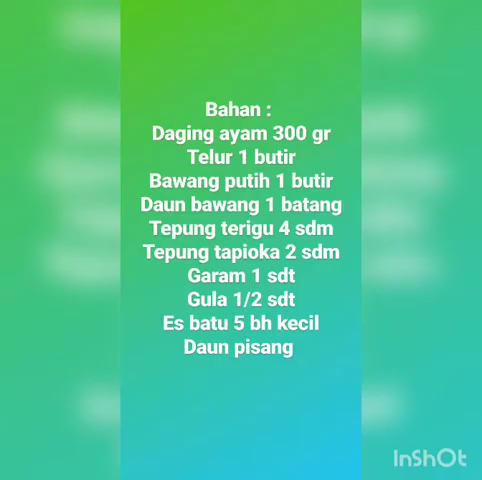 Bahan :
Daging ayam 300 gr
Telur 1 butir
Bawang putih 1 butir
Daun bawang 1 batang
Tepung terigu 4 sdm
Tepung tapioka 2 sdm
Garam 1 sdt
Gula 1/2 sdt
Es batu 5 bh kecil
Daun pisang
InShOt